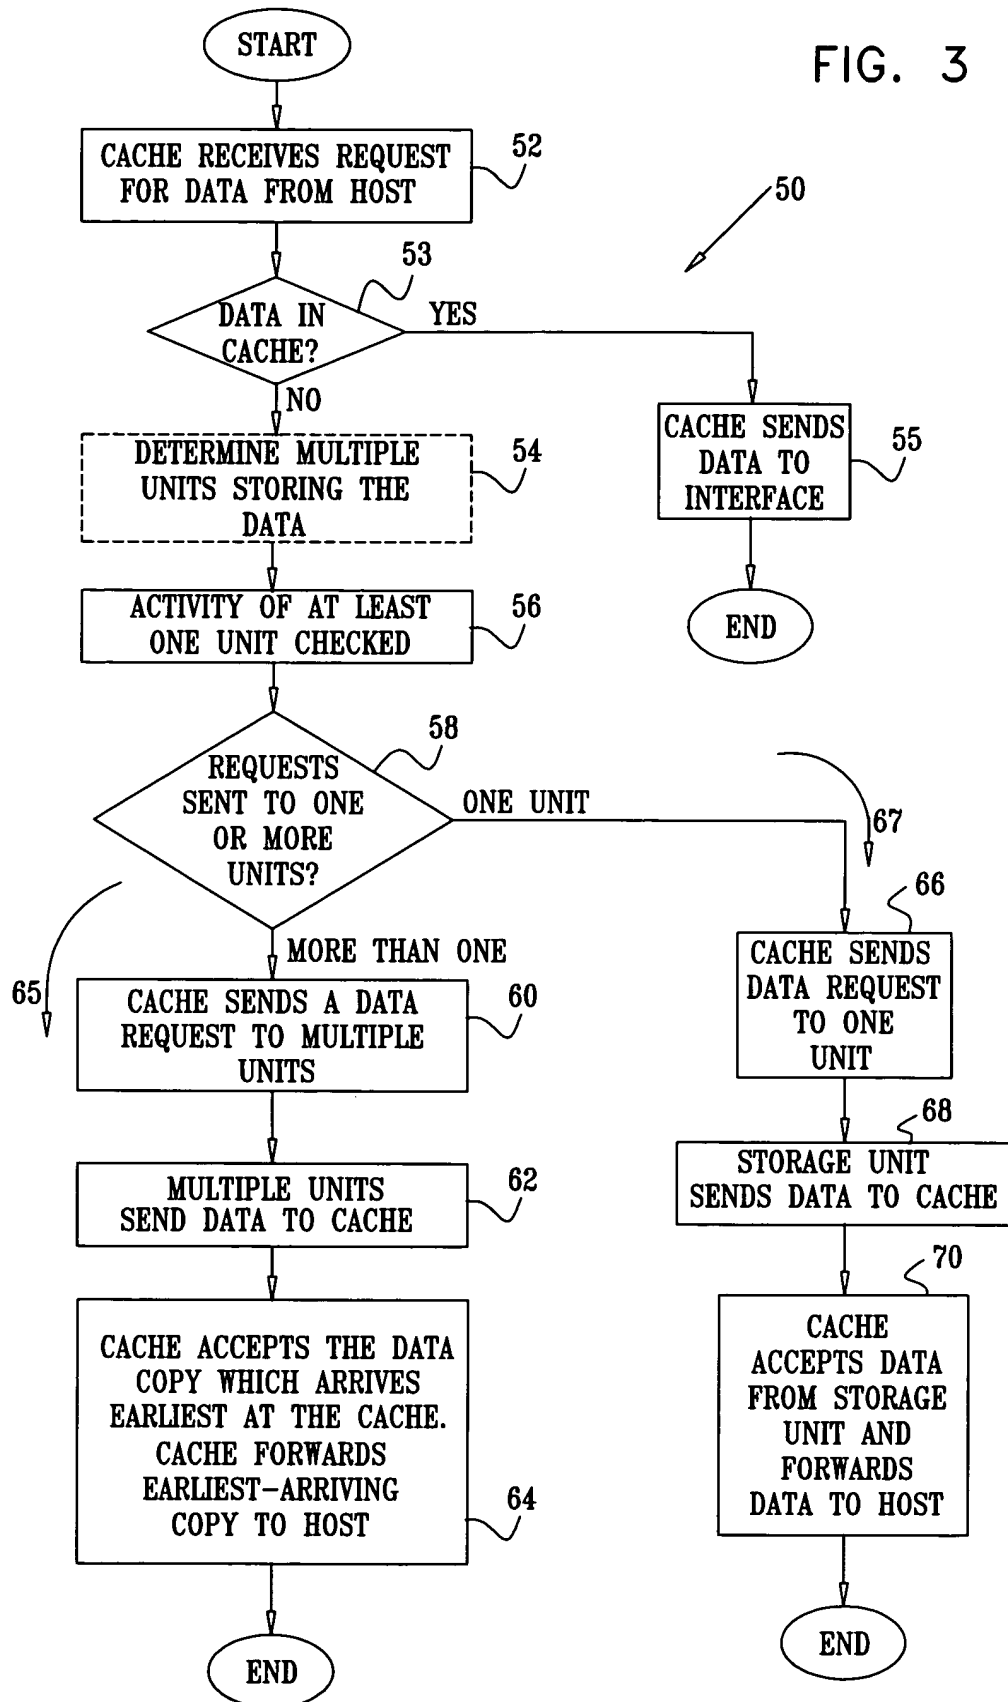 START
FIG. 3
CACHE RECEIVES REQUEST
FOR DATA FROM HOST
52
50
53
DATA IN
CACHE?
YES
NO
DETERMINE MULTIPLE
UNITS STORING THE
DATA
54
CACHE SENDS
DATA TO
INTERFACE
55
END
ACTIVITY OF AT LEAST
ONE UNIT CHECKED
56
58
REQUESTS
SENT TO ONE
OR MORE
UNITS?
ONE UNIT
67
65
MORE THAN ONE
CACHE SENDS A DATA
REQUEST TO MULTIPLE
UNITS
60
66
CACHE SENDS
DATA REQUEST
TO ONE
UNIT
MULTIPLE UNITS
SEND DATA TO CACHE
62
68
STORAGE UNIT
SENDS DATA TO CACHE
CACHE ACCEPTS THE DATA
COPY WHICH ARRIVES
EARLIEST AT THE CACHE.
CACHE FORWARDS
EARLIEST-ARRIVING
COPY TO HOST
64
70
CACHE
ACCEPTS DATA
FROM STORAGE
UNIT AND
FORWARDS
DATA TO HOST
END
END